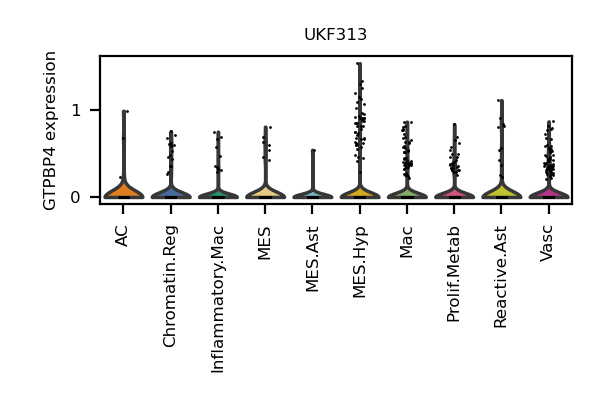 UKF313
GTPBP4 expression
1
0
AC
Chromatin.Reg
Inflammatory.Mac
MES
MES.Ast
MES.Hyp
Mac
Prolif.Metab
Reactive.Ast
Vasc